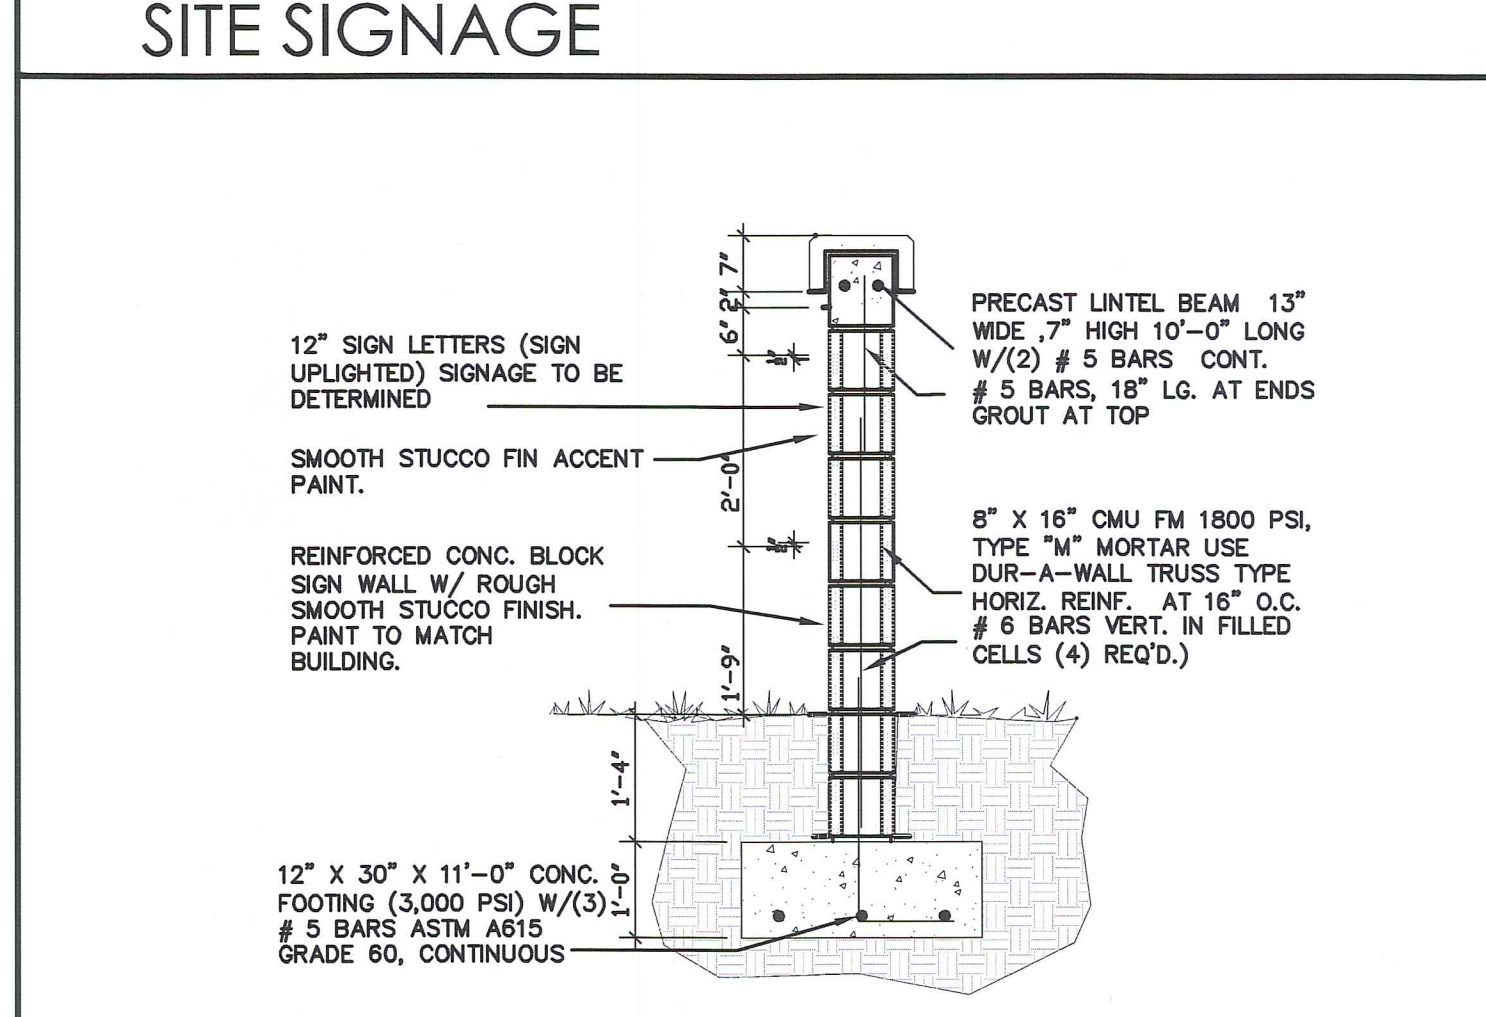 SITE SIGNAGE
12" SIGN LETTERS (SIGN
UPLIGHTED) SIGNAGE TO BE
DETERMINED
SMOOTH STUCCO FIN ACCENT
PAINT.
REINFORCED CONC. BLOCK
SIGN WALL W/ ROUGH
SMOOTH STUCCO FINISH.
PAINT TO MATCH
BUILDING.
12" X 30" X 11'-0" CONC.
FOOTING (3,000 PSI) W/(3)
# 5 BARS ASTM A615
GRADE 60, CONTINUOUS
7"
2"
6"
2'-0"
1'-9"
1'-4"
1'-0"
PRECAST LINTEL BEAM 13"
WIDE ,7" HIGH 10'-0" LONG
W/(2) # 5 BARS CONT.
# 5 BARS, 18" LG. AT ENDS
GROUT AT TOP
8" X 16" CMU FM 1800 PSI,
TYPE "M" MORTAR USE
DUR-A-WALL TRUSS TYPE
HORIZ. REINF. AT 16" O.C.
# 6 BARS VERT. IN FILLED
CELLS (4) REQ'D.)